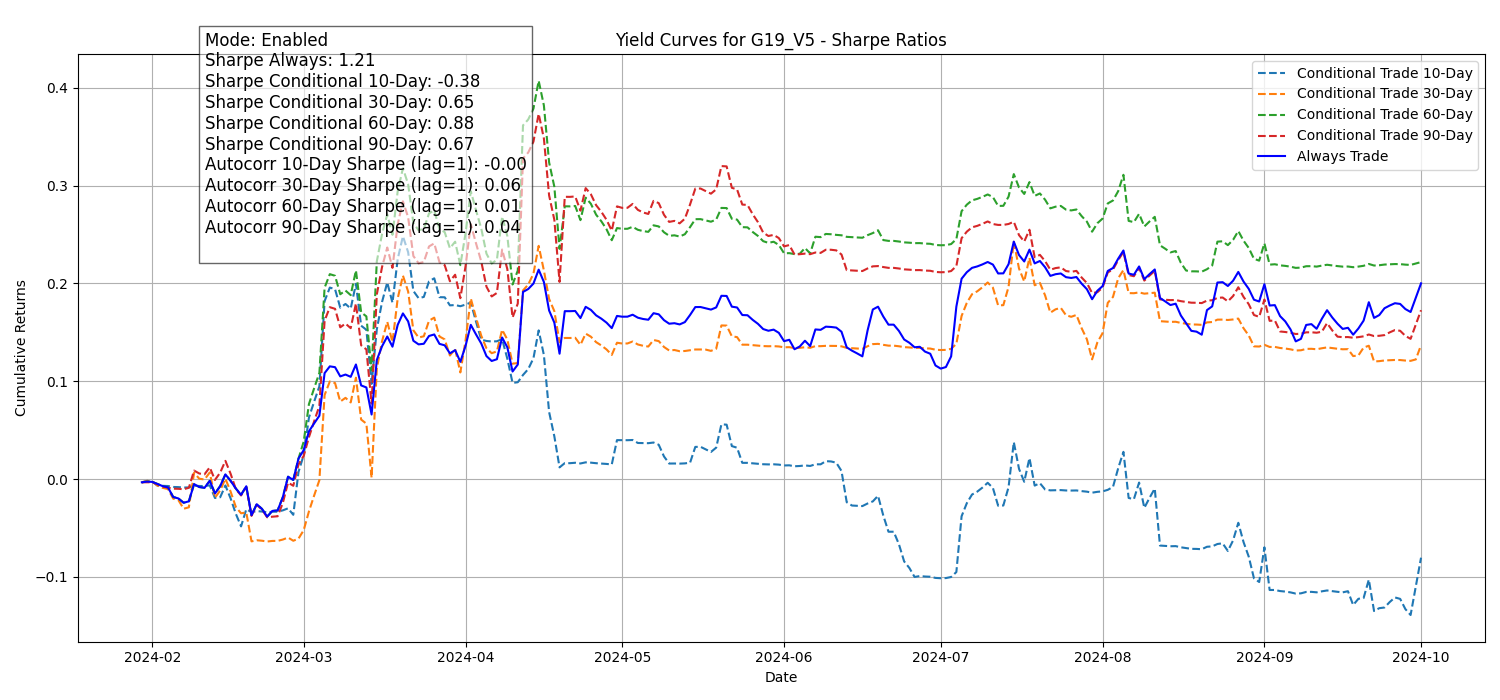 Yield Curves for G19_V5 - Sharpe Ratios
Mode: Enabled
Sharpe Always: 1.21
Sharpe Conditional 10-Day: -0.38
Sharpe Conditional 30-Day: 0.65
Sharpe Conditional 60-Day: 0.88
Sharpe Conditional 90-Day: 0.67
Autocorr 10-Day Sharpe (lag=1): -0.00
Autocorr 30-Day Sharpe (lag=1): 0.06
Autocorr 60-Day Sharpe (lag=1): 0.01
Autocorr 90-Day Sharpe (lag=1): 0.04
Conditional Trade 10-Day
Conditional Trade 30-Day
Conditional Trade 60-Day
Conditional Trade 90-Day
Always Trade
Cumulative Returns
0.4
0.3
0.2
0.1
0.0
−0.1
2024-02
2024-03
2024-04
2024-05
2024-06
2024-07
2024-08
2024-09
2024-10
Date